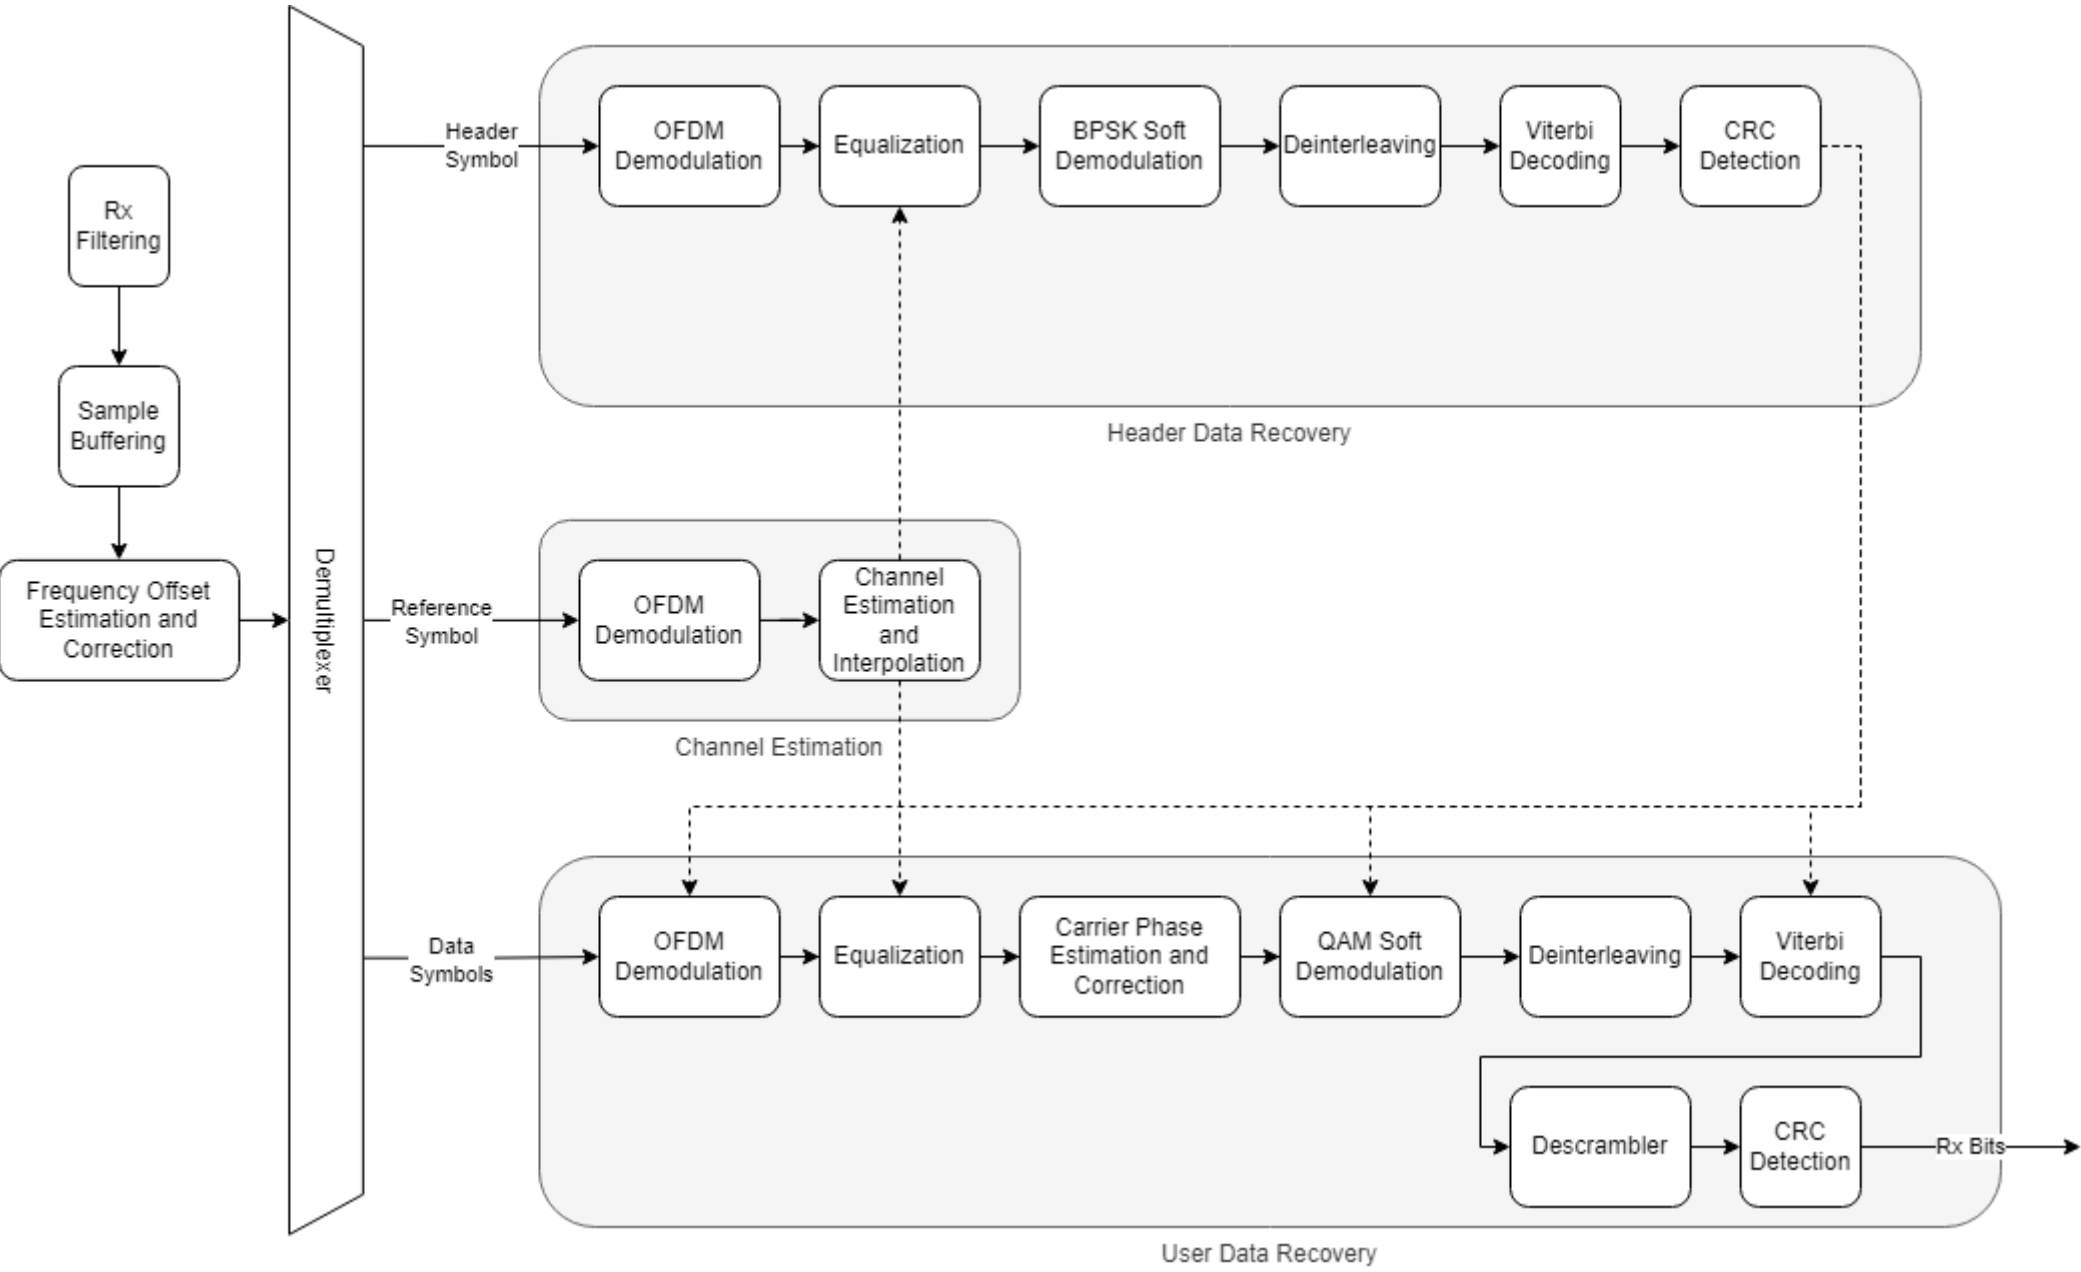 Rx
Filtering
Sample
Buffering
Frequency Offset
Estimation and
Correction
Demultiplexer
Header
Symbol
OFDM
Demodulation
Equalization
BPSK Soft
Demodulation
Deinterleaving
Viterbi
Decoding
CRC
Detection
Header Data Recovery
Reference
Symbol
OFDM
Demodulation
Channel
Estimation
and
Interpolation
Channel Estimation
Data
Symbols
OFDM
Demodulation
Equalization
Carrier Phase
Estimation and
Correction
QAM Soft
Demodulation
Deinterleaving
Viterbi
Decoding
Descrambler
CRC
Detection
Rx Bits
User Data Recovery